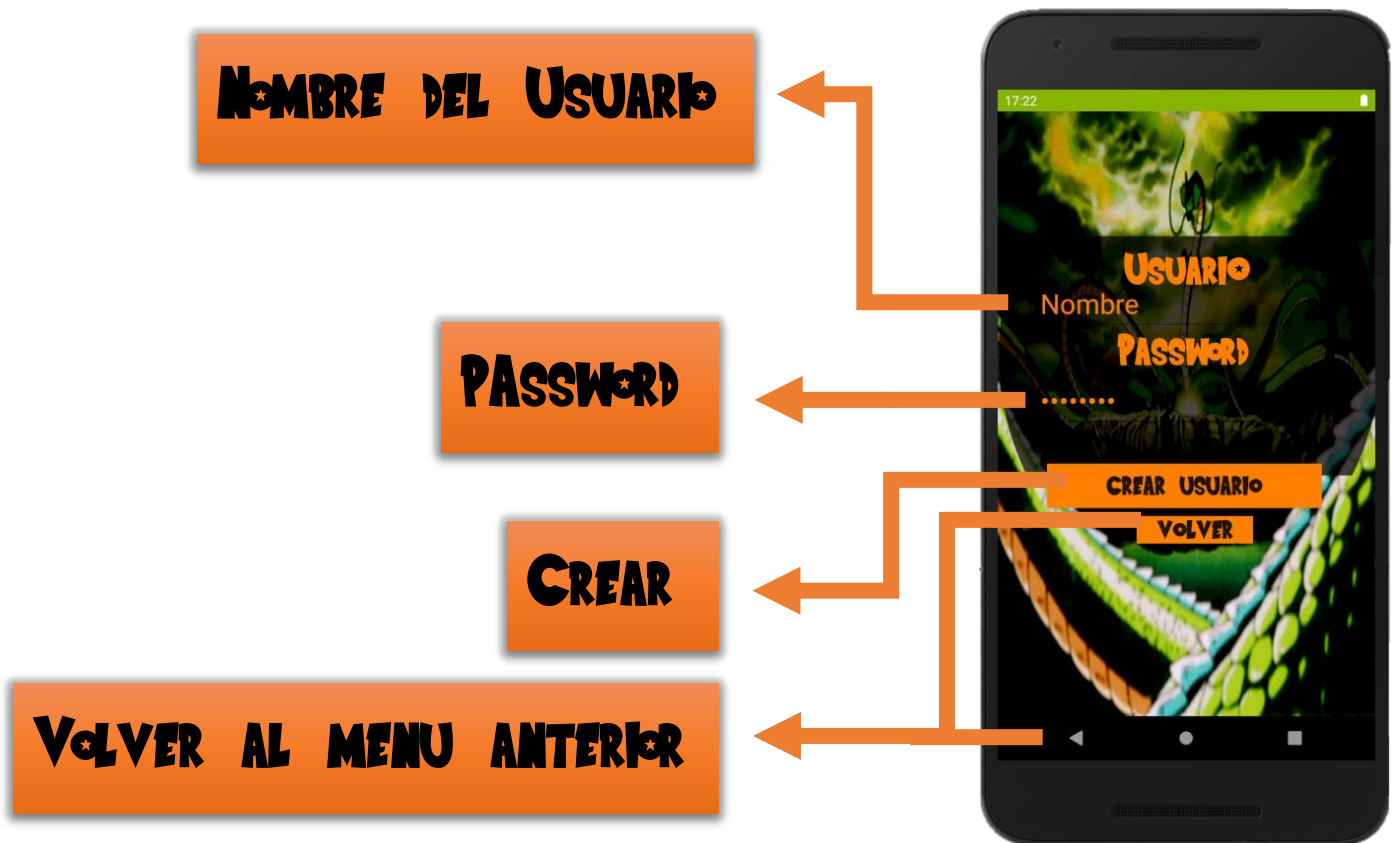 Nombre del Usuario
PAssword
Crear
Volver al menu anterior
17:22
Usuario
Nombre
Password
........
crear usuario
Volver